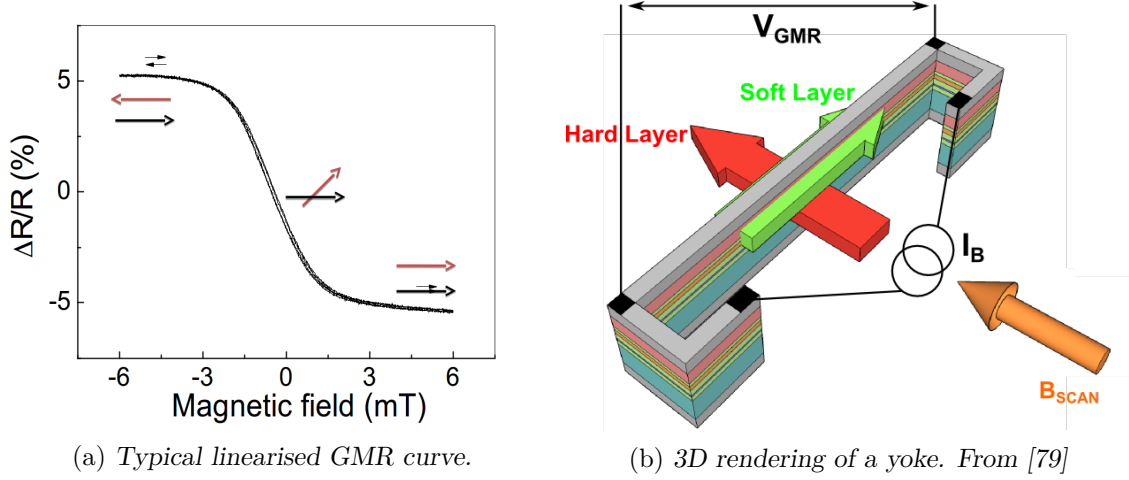 5
0
-5
ΔR/R (%)
-6 -3 0 3 6
Magnetic field (mT)
(a) Typical linearised GMR curve.
V_GMR
Soft Layer
Hard Layer
I_B
B_SCAN
(b) 3D rendering of a yoke. From [79]